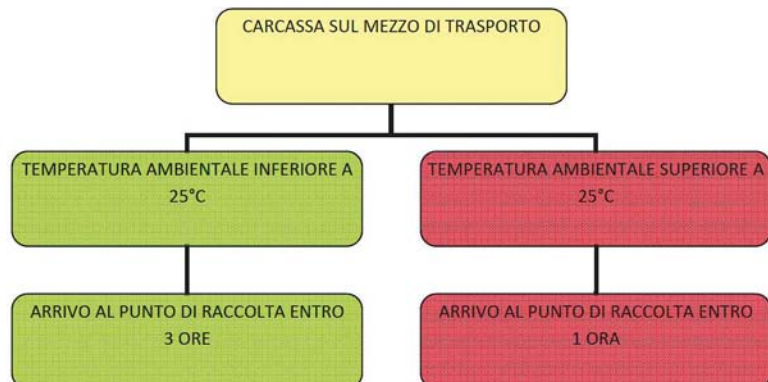 CARCASSA SUL MEZZO DI TRASPORTO
TEMPERATURA AMBIENTALE INFERIORE A
25°C
TEMPERATURA AMBIENTALE SUPERIORE A
25°C
ARRIVO AL PUNTO DI RACCOLTA ENTRO
3 ORE
ARRIVO AL PUNTO DI RACCOLTA ENTRO
1 ORA